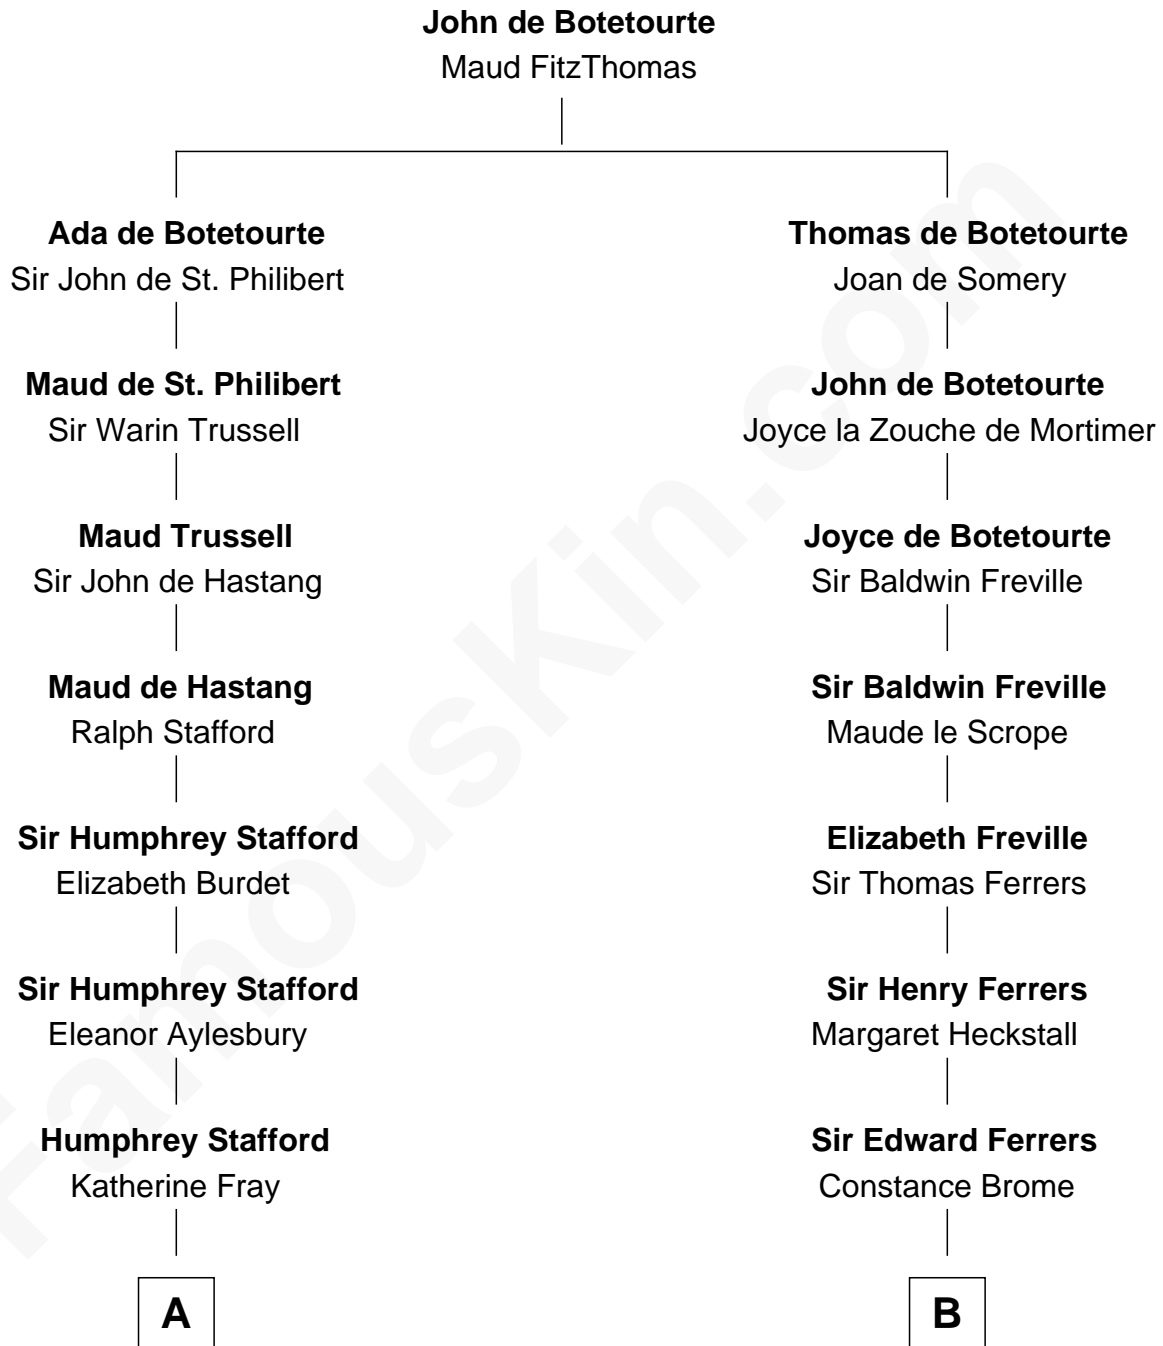 John de Botetourte
Maud FitzThomas
Ada de Botetourte
Sir John de St. Philibert
Maud de St. Philibert
Sir Warin Trussell
Maud Trussell
Sir John de Hastang
Maud de Hastang
Ralph Stafford
Sir Humphrey Stafford
Elizabeth Burdet
Sir Humphrey Stafford
Eleanor Aylesbury
Humphrey Stafford
Katherine Fray
A
Thomas de Botetourte
Joan de Somery
John de Botetourte
Joyce la Zouche de Mortimer
Joyce de Botetourte
Sir Baldwin Freville
Sir Baldwin Freville
Maude le Scrope
Elizabeth Freville
Sir Thomas Ferrers
Sir Henry Ferrers
Margaret Heckstall
Sir Edward Ferrers
Constance Brome
B
FamousKin.com